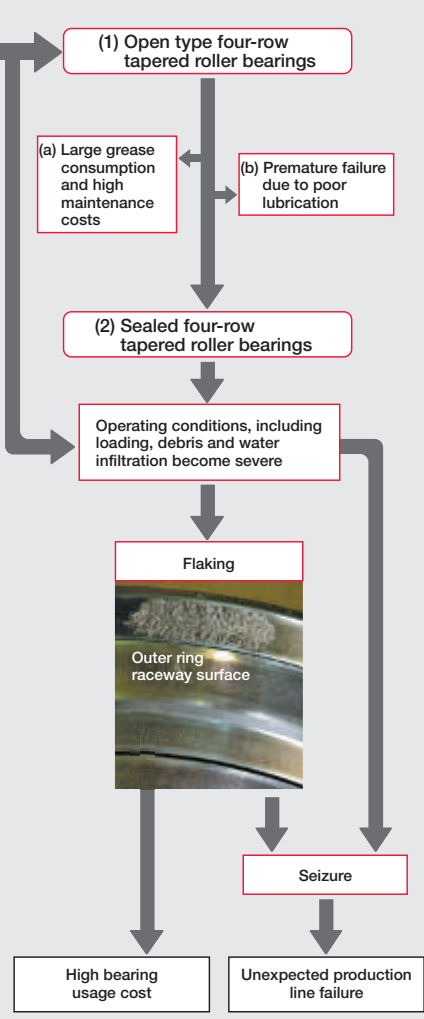 (1) Open type four-row
tapered roller bearings
(a) Large grease
consumption
and high
maintenance
costs
(b) Premature failure
due to poor
lubrication
(2) Sealed four-row
tapered roller bearings
Operating conditions, including
loading, debris and water
infiltration become severe
Flaking
Outer ring
raceway surface
Seizure
High bearing
usage cost
Unexpected production
line failure